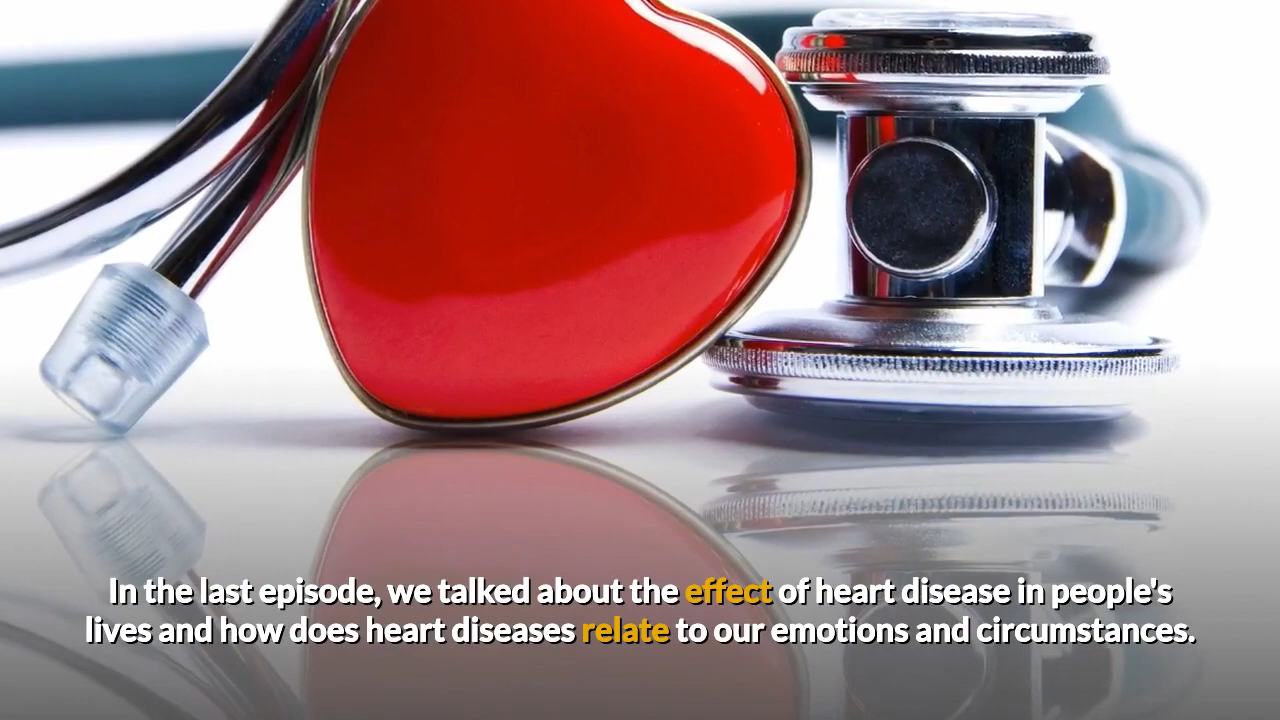 In the last episode, we talked about the effect of heart disease in people's
lives and how does heart diseases relate to our emotions and circumstances.